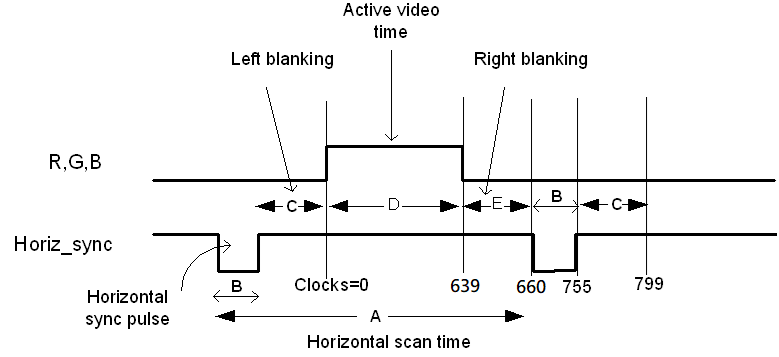 Active video
time
Left blanking
Right blanking
R,G,B
C
D
E
B
C
Horiz_sync
B
Clocks=0
639
660
755
799
Horizontal
sync pulse
A
Horizontal scan time